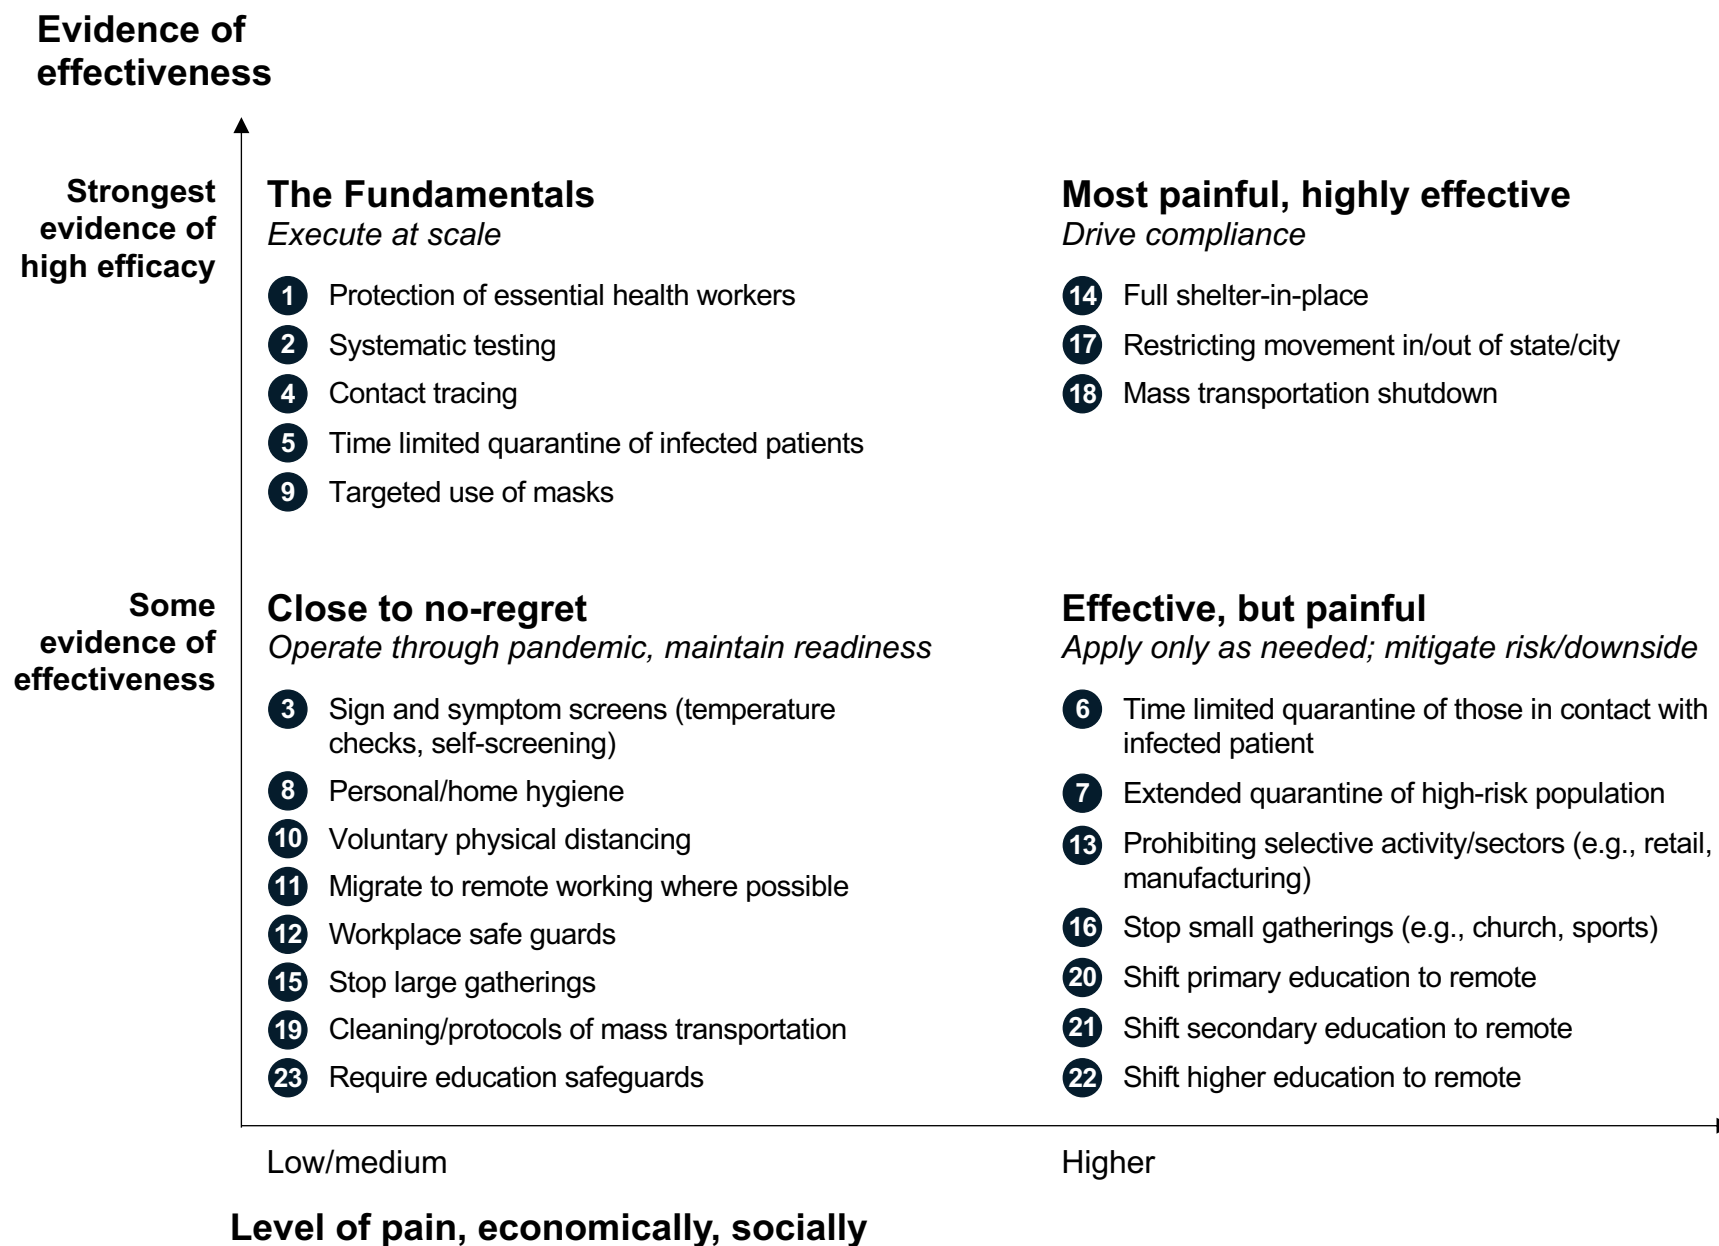 Evidence of
effectiveness
Strongest
evidence of
high efficacy
The Fundamentals
Execute at scale
1 Protection of essential health workers
2 Systematic testing
4 Contact tracing
5 Time limited quarantine of infected patients
9 Targeted use of masks
Most painful, highly effective
Drive compliance
14 Full shelter-in-place
17 Restricting movement in/out of state/city
18 Mass transportation shutdown
Some
evidence of
effectiveness
Close to no-regret
Operate through pandemic, maintain readiness
3 Sign and symptom screens (temperature
checks, self-screening)
8 Personal/home hygiene
10 Voluntary physical distancing
11 Migrate to remote working where possible
12 Workplace safe guards
15 Stop large gatherings
19 Cleaning/protocols of mass transportation
23 Require education safeguards
Effective, but painful
Apply only as needed; mitigate risk/downside
6 Time limited quarantine of those in contact with
infected patient
7 Extended quarantine of high-risk population
13 Prohibiting selective activity/sectors (e.g., retail,
manufacturing)
16 Stop small gatherings (e.g., church, sports)
20 Shift primary education to remote
21 Shift secondary education to remote
22 Shift higher education to remote
Low/medium
Higher
Level of pain, economically, socially